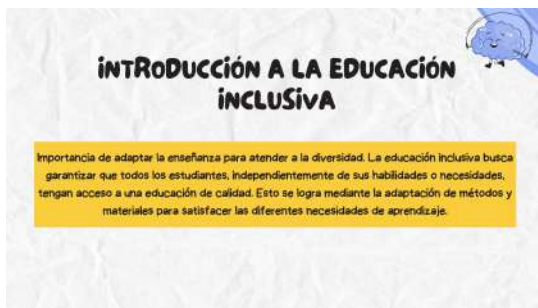 INTRODUCCIÓN A LA EDUCACIÓN
INCLUSIVA
Importancia de adaptar la enseñanza para atender a la diversidad. La educación inclusiva busca
garantizar que todos los estudiantes, independientemente de sus habilidades o necesidades,
tengan acceso a una educación de calidad. Esto se logra mediante la adaptación de métodos y
materiales para satisfacer las diferentes necesidades de aprendizaje.